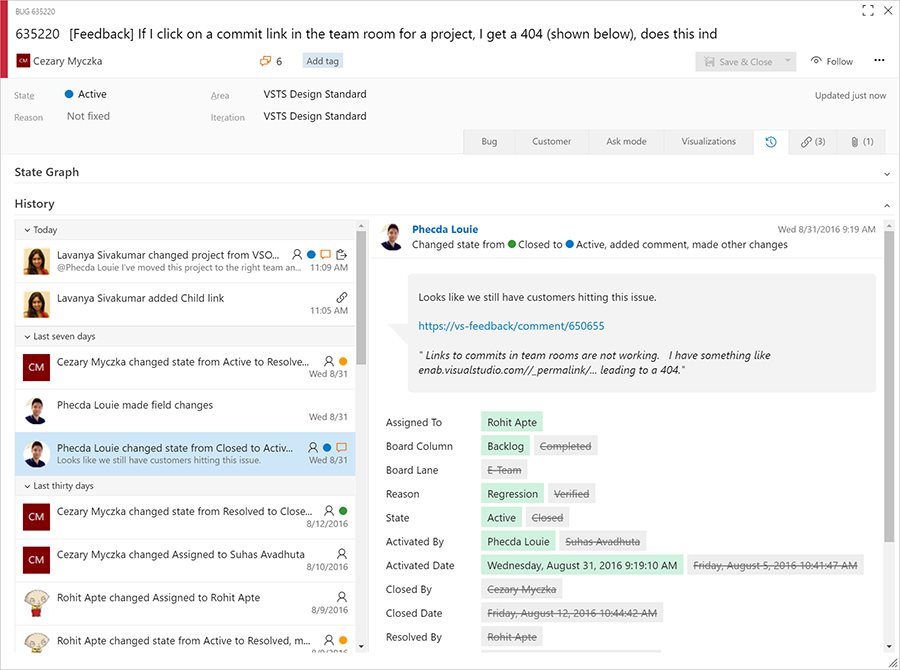 BUG 635220
635220 [Feedback] If I click on a commit link in the team room for a project, I get a 404 (shown below), does this ind
CM Cezary Myczka 6 Add tag Save & Close Follow
State Active Area VSTS Design Standard Updated just now
Reason Not fixed Iteration VSTS Design Standard
Bug Customer Ask mode Visualizations (3) (1)
State Graph
History
Today
Lavanya Sivakumar changed project from VSO...
@Phecda Louie I've moved this project to the right team an... 11:09 AM
Lavanya Sivakumar added Child link
11:05 AM
Last seven days
CM Cezary Myczka changed state from Active to Resolve...
Wed 8/31
Phecda Louie made field changes
Wed 8/31
Phecda Louie changed state from Closed to Activ...
Looks like we still have customers hitting this issue. Wed 8/31
Last thirty days
CM Cezary Myczka changed state from Resolved to Close...
8/12/2016
CM Cezary Myczka changed Assigned to Suhas Avadhuta
8/10/2016
Rohit Apte changed Assigned to Rohit Apte
8/9/2016
Rohit Apte changed state from Active to Resolved, m...
8/9/2016
Phecda Louie Wed 8/31/2016 9:19 AM
Changed state from Closed to Active, added comment, made other changes
Looks like we still have customers hitting this issue.
https://vs-feedback/comment/650655
" Links to commits in team rooms are not working. I have something like
enab.visualstudio.com//_permalink/... leading to a 404."
Assigned To Rohit Apte
Board Column Backlog Completed
Board Lane E-Team
Reason Regression Verified
State Active Closed
Activated By Phecda Louie Suhas Avadhuta
Activated Date Wednesday, August 31, 2016 9:19:10 AM Friday, August 5, 2016 10:41:47 AM
Closed By Cezary Myczka
Closed Date Friday, August 12, 2016 10:44:42 AM
Resolved By Rohit Apte